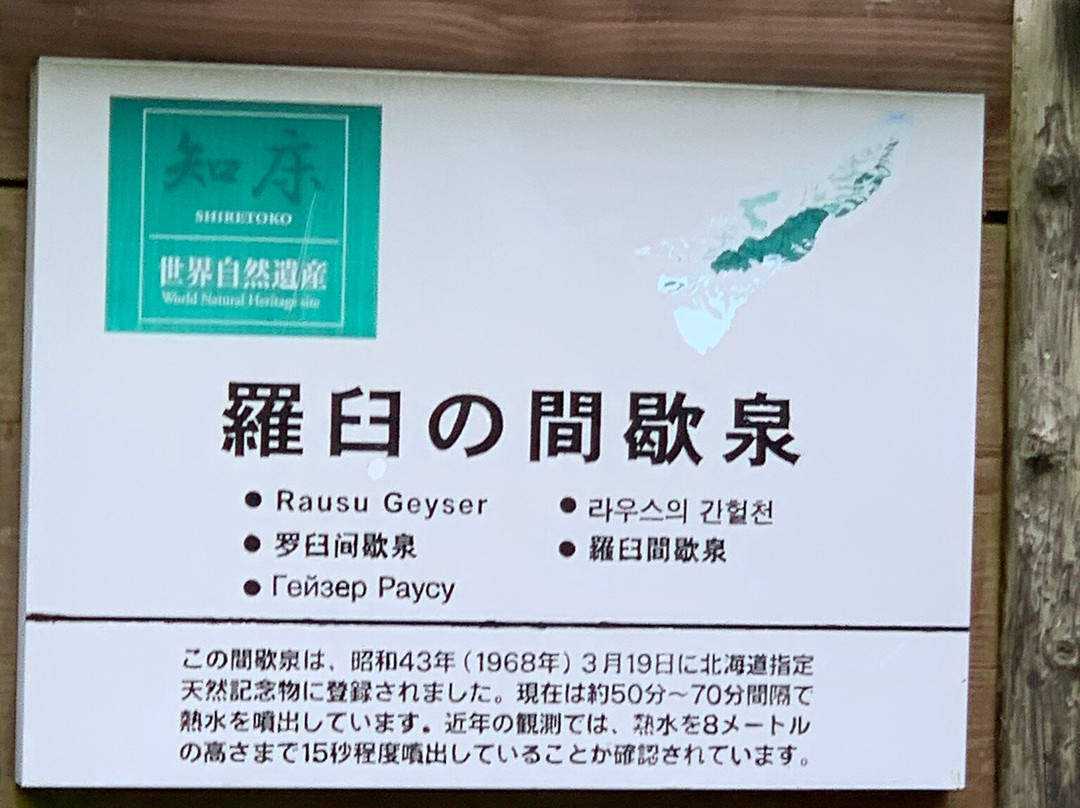 知床
SHIRETOKO
世界自然遺産
World Natural Heritage site
羅臼の間歇泉
● Rausu Geyser
● 라우스의 간헐천
● 罗臼间歇泉
● 羅臼間歇泉
● Гейзер Раусу
この間歇泉は、昭和43年(1968年)3月19日に北海道指定
天然記念物に登録されました。現在は約50分〜70分間隔で
熱水を噴出しています。近年の観測では、熱水を8メートル
の高さまで15秒程度噴出していることが確認されています。